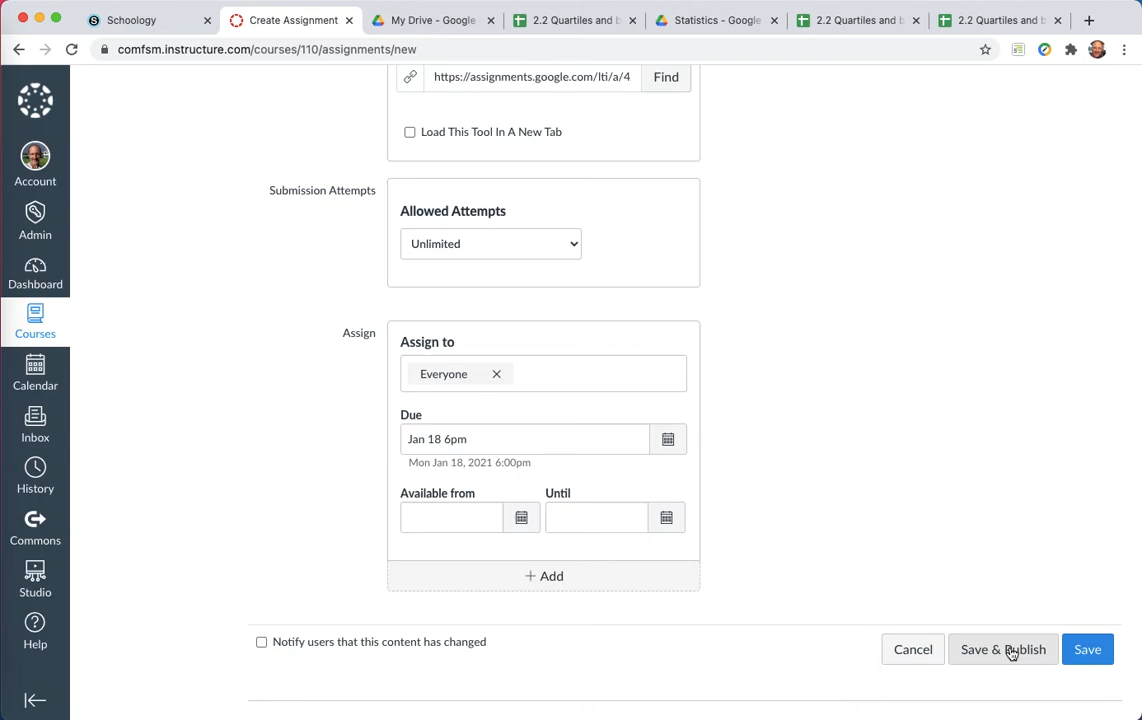 Schoology
Create Assignment
My Drive - Google
2.2 Quartiles and b
Statistics - Google
2.2 Quartiles and b
2.2 Quartiles and b
comfsm.instructure.com/courses/110/assignments/new
https://assignments.google.com/lti/a/4
Find
Load This Tool In A New Tab
Submission Attempts
Allowed Attempts
Unlimited
Assign
Assign to
Everyone
Due
Jan 18 6pm
Mon Jan 18, 2021 6:00pm
Available from
Until
+ Add
Notify users that this content has changed
Cancel
Save & Publish
Save
Account
Admin
Dashboard
Courses
Calendar
Inbox
History
Commons
Studio
Help